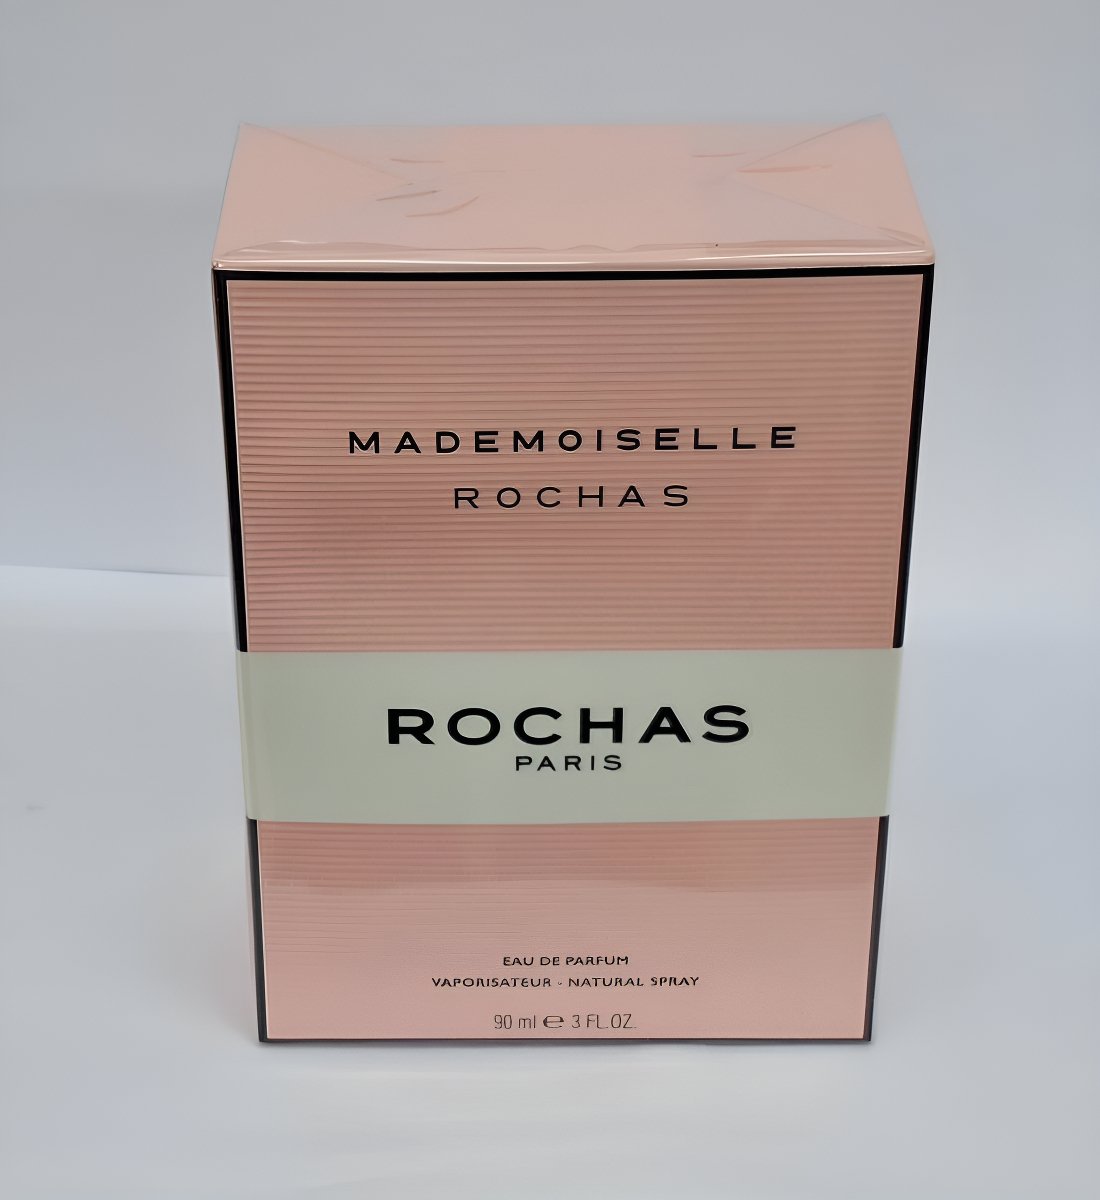 MADEMOISELLE
ROCHAS
ROCHAS
PARIS
EAU DE PARFUM
VAPORISATEUR - NATURAL SPRAY
90 ml ℮ 3 FL.OZ.